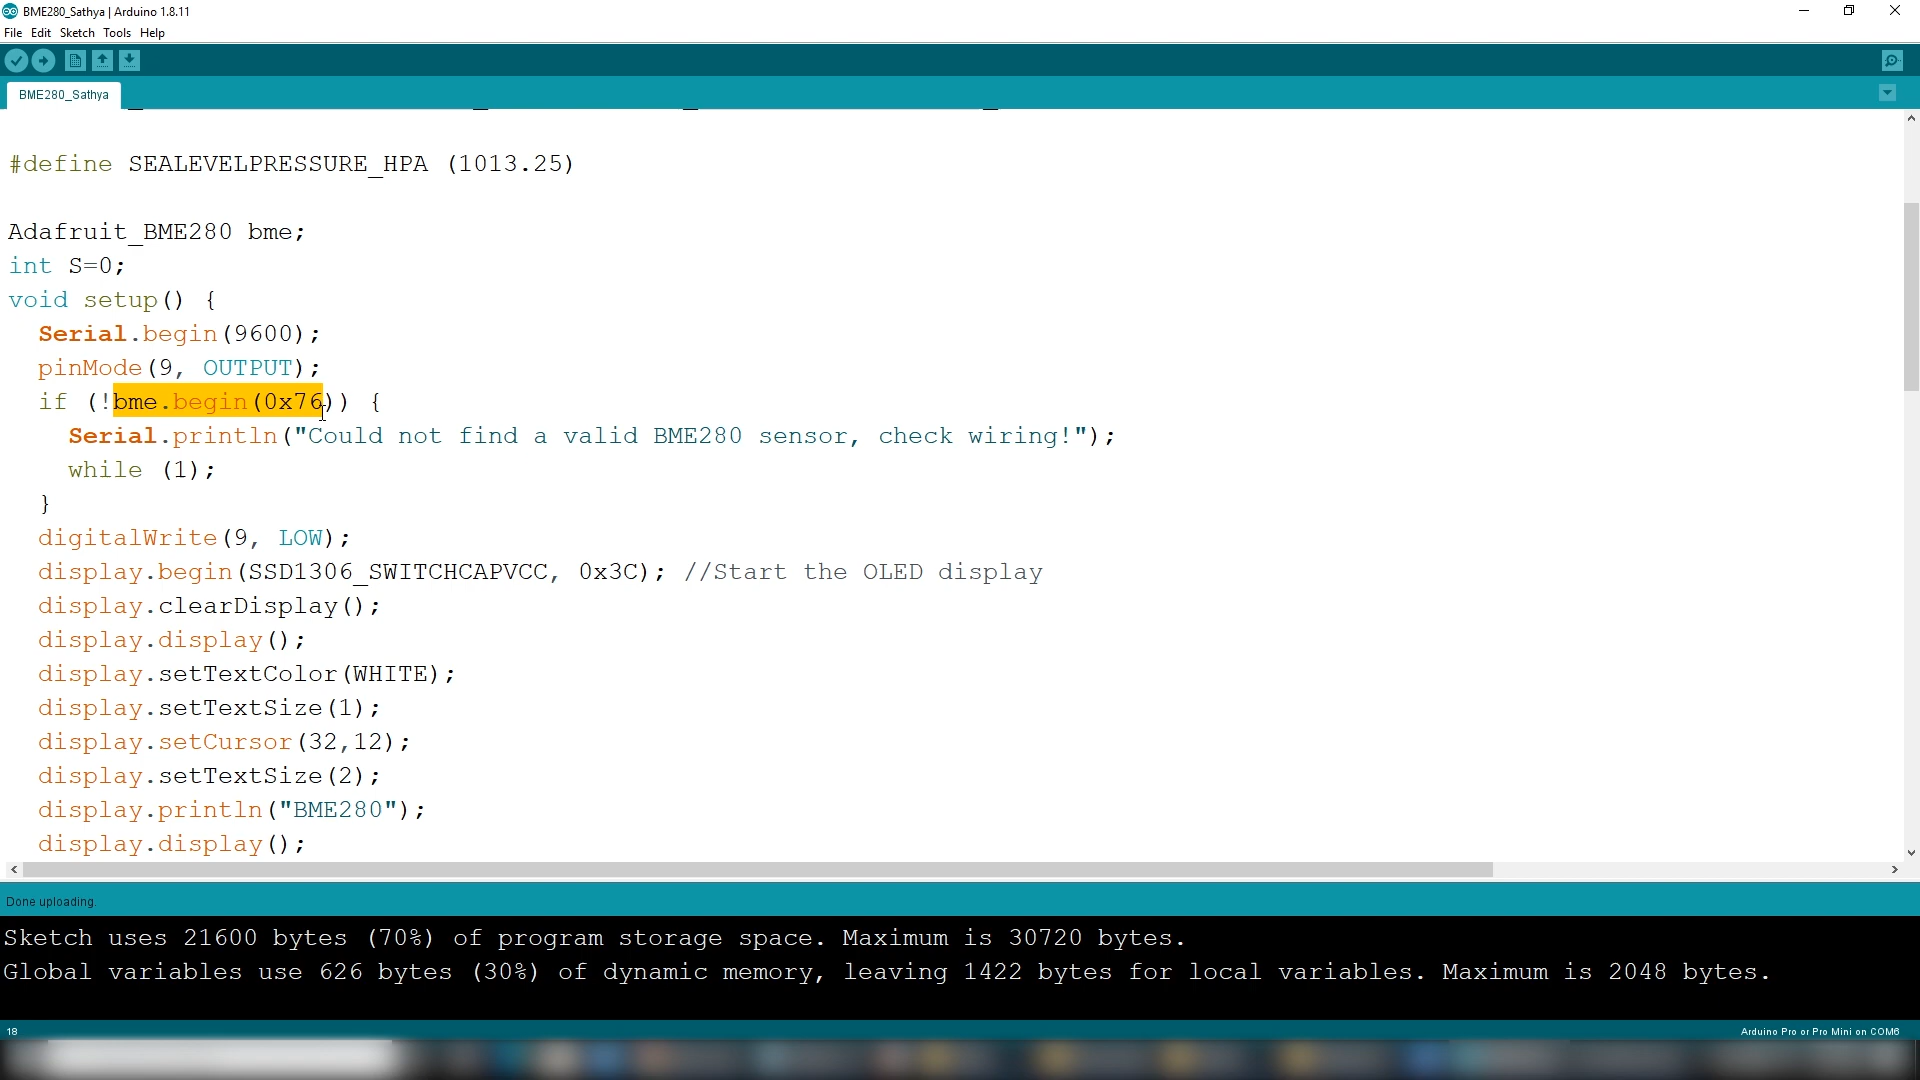 BME280_Sathya | Arduino 1.8.11
File Edit Sketch Tools Help
BME280_Sathya
#define SEALEVELPRESSURE_HPA (1013.25)
Adafruit_BME280 bme;
int S=0;
void setup() {
Serial.begin(9600);
pinMode(9, OUTPUT);
if (!bme.begin(0x76)) {
Serial.println("Could not find a valid BME280 sensor, check wiring!");
while (1);
}
digitalWrite(9, LOW);
display.begin(SSD1306_SWITCHCAPVCC, 0x3C); //Start the OLED display
display.clearDisplay();
display.display();
display.setTextColor(WHITE);
display.setTextSize(1);
display.setCursor(32,12);
display.setTextSize(2);
display.println("BME280");
display.display();
Done uploading.
Sketch uses 21600 bytes (70%) of program storage space. Maximum is 30720 bytes.
Global variables use 626 bytes (30%) of dynamic memory, leaving 1422 bytes for local variables. Maximum is 2048 bytes.
18
Arduino Pro or Pro Mini on COM6